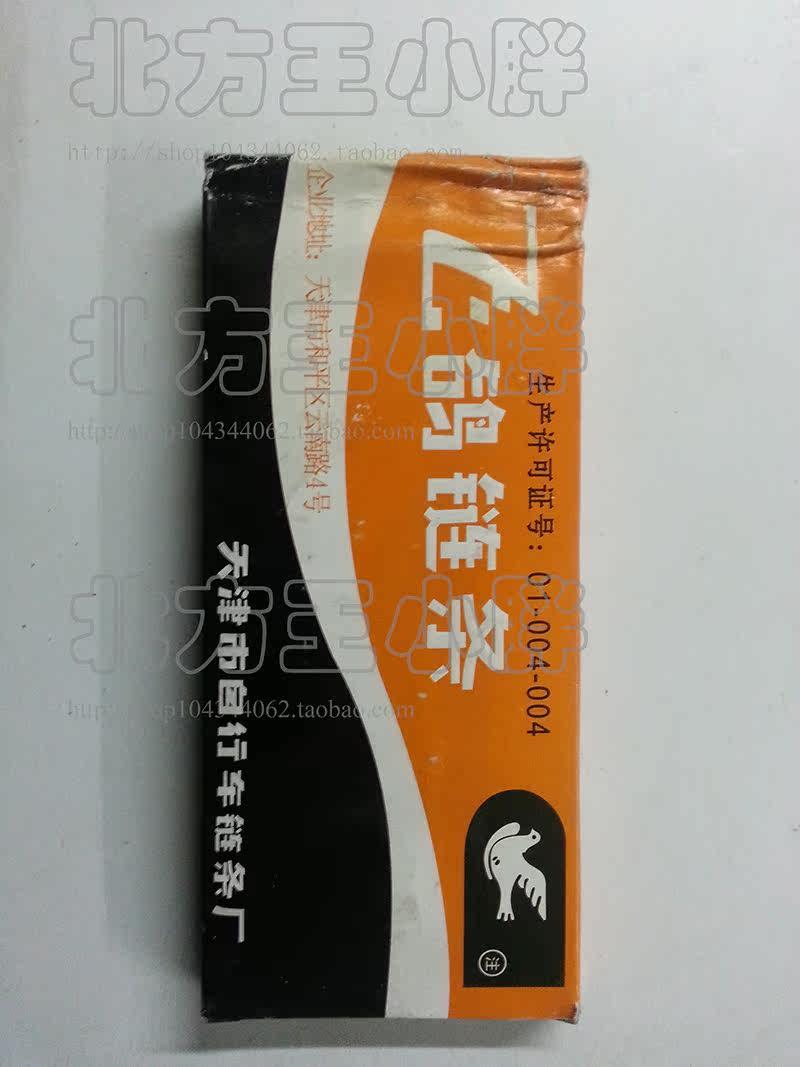 北方王小胖
http://shop104344062.taobao.com
生产许可证号：01-004-004
飞鸽链条
注
企业地址：天津市和平区云南路4号
天津市自行车链条厂
北方王小胖
http://shop104344062.taobao.com
北方王小胖
http://shop104344062.taobao.com